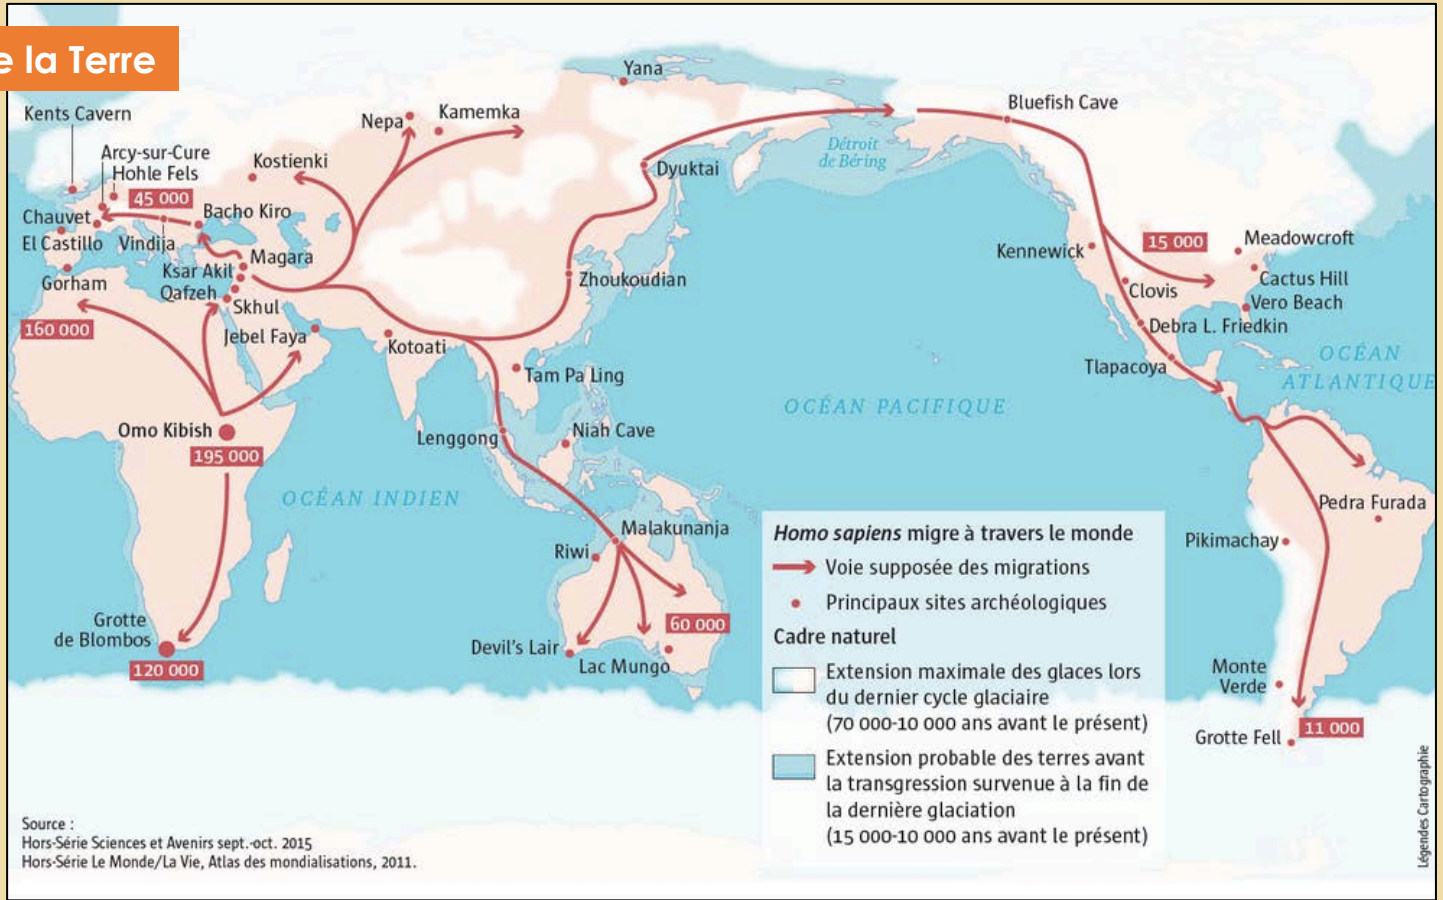 e la Terre
Kents Cavern
Arcy-sur-Cure
Hohle Fels
45 000
Chauvet
El Castillo
Vindija
Bacho Kiro
Gorham
160 000
Kostienki
Nepa
Kamemka
Yana
Magara
Ksar Akil
Qafzeh
Skhul
Jebel Faya
Omo Kibish
195 000
Grotte
de Blombos
120 000
OCÉAN INDIEN
Kotoati
Tam Pa Ling
Lenggong
Niah Cave
Zhoukoudian
Dyuktai
Détroit
de Béring
Malakunanja
Riwi
Devil's Lair
Lac Mungo
60 000
OCÉAN PACIFIQUE
Bluefish Cave
Kennewick
15 000
Meadowcroft
Cactus Hill
Vero Beach
Clovis
Debra L. Friedkin
Tlapacoya
OCÉAN
ATLANTIQUE
Pedra Furada
Pikimachay
Monte
Verde
Grotte Fell
11 000
Homo sapiens migre à travers le monde
Voie supposée des migrations
Principaux sites archéologiques
Cadre naturel
Extension maximale des glaces lors
du dernier cycle glaciaire
(70 000-10 000 ans avant le présent)
Extension probable des terres avant
la transgression survenue à la fin de
la dernière glaciation
(15 000-10 000 ans avant le présent)
Source :
Hors-Série Sciences et Avenirs sept.-oct. 2015
Hors-Série Le Monde/La Vie, Atlas des mondialisations, 2011.
Légendes Cartographie